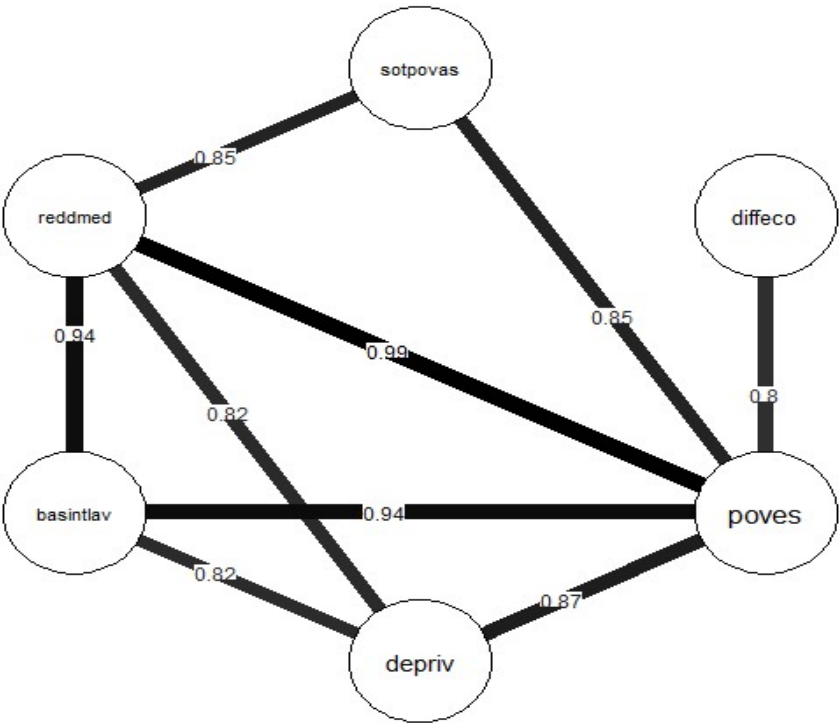 sotpovas
0.85
reddmed
diffeco
0.85
0.94
0.99
0.8
0.82
basintlav
0.94
poves
0.82
0.87
depriv